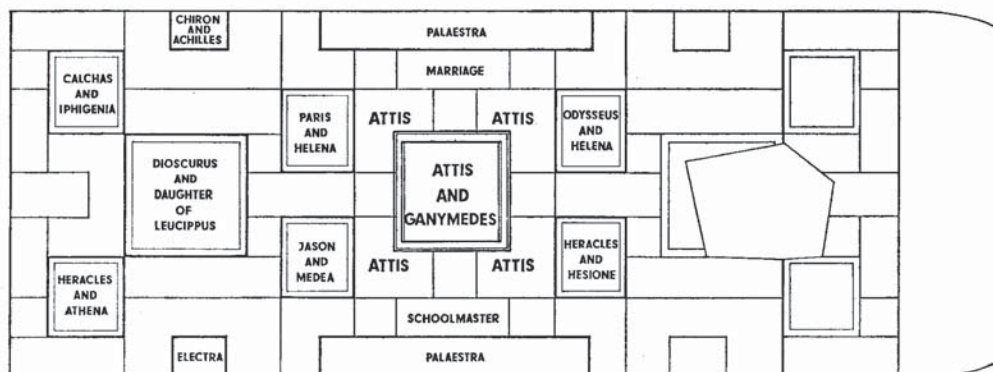 CHIRON
AND
ACHILLES
PALAESTRA
MARRIAGE
CALCHAS
AND
IPHIGENIA
PARIS
AND
HELENA
ATTIS
ATTIS
ODYSSEUS
AND
HELENA
DIOSCURUS
AND
DAUGHTER
OF
LEUCIPPUS
ATTIS
AND
GANYMEDES
JASON
AND
MEDEA
ATTIS
ATTIS
HERACLES
AND
HESIONE
HERACLES
AND
ATHENA
SCHOOLMASTER
ELECTRA
PALAESTRA